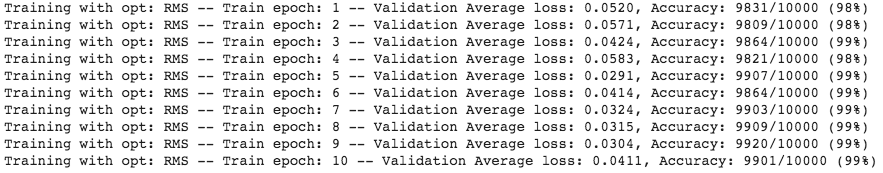 Training with opt: RMS -- Train epoch: 1 -- Validation Average loss: 0.0520, Accuracy: 9831/10000 (98%)
Training with opt: RMS -- Train epoch: 2 -- Validation Average loss: 0.0571, Accuracy: 9809/10000 (98%)
Training with opt: RMS -- Train epoch: 3 -- Validation Average loss: 0.0424, Accuracy: 9864/10000 (99%)
Training with opt: RMS -- Train epoch: 4 -- Validation Average loss: 0.0583, Accuracy: 9821/10000 (98%)
Training with opt: RMS -- Train epoch: 5 -- Validation Average loss: 0.0291, Accuracy: 9907/10000 (99%)
Training with opt: RMS -- Train epoch: 6 -- Validation Average loss: 0.0414, Accuracy: 9864/10000 (99%)
Training with opt: RMS -- Train epoch: 7 -- Validation Average loss: 0.0324, Accuracy: 9903/10000 (99%)
Training with opt: RMS -- Train epoch: 8 -- Validation Average loss: 0.0315, Accuracy: 9909/10000 (99%)
Training with opt: RMS -- Train epoch: 9 -- Validation Average loss: 0.0304, Accuracy: 9920/10000 (99%)
Training with opt: RMS -- Train epoch: 10 -- Validation Average loss: 0.0411, Accuracy: 9901/10000 (99%)